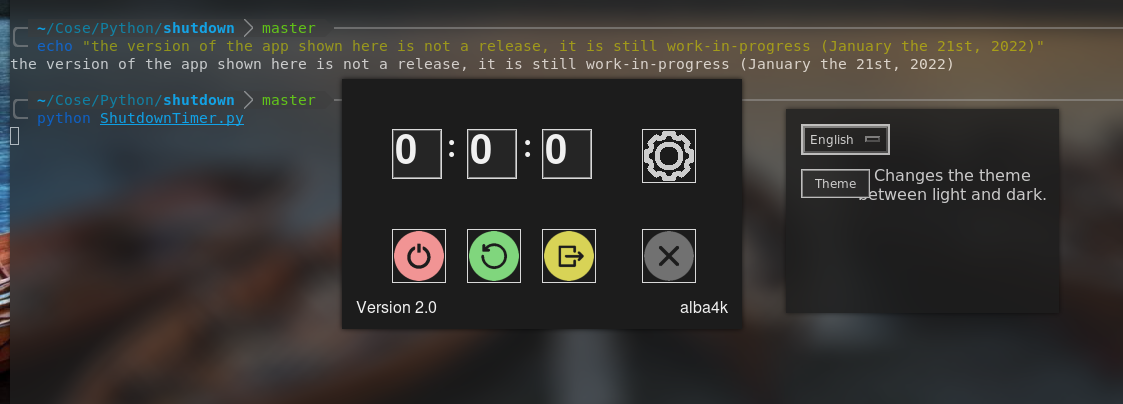 ~/Cose/Python/shutdown master
echo "the version of the app shown here is not a release, it is still work-in-progress (January the 21st, 2022)"
the version of the app shown here is not a release, it is still work-in-progress (January the 21st, 2022)
~/Cose/Python/shutdown master
python ShutdownTimer.py
0 : 0 : 0
Version 2.0 alba4k
English
Theme
Changes the theme
between light and dark.